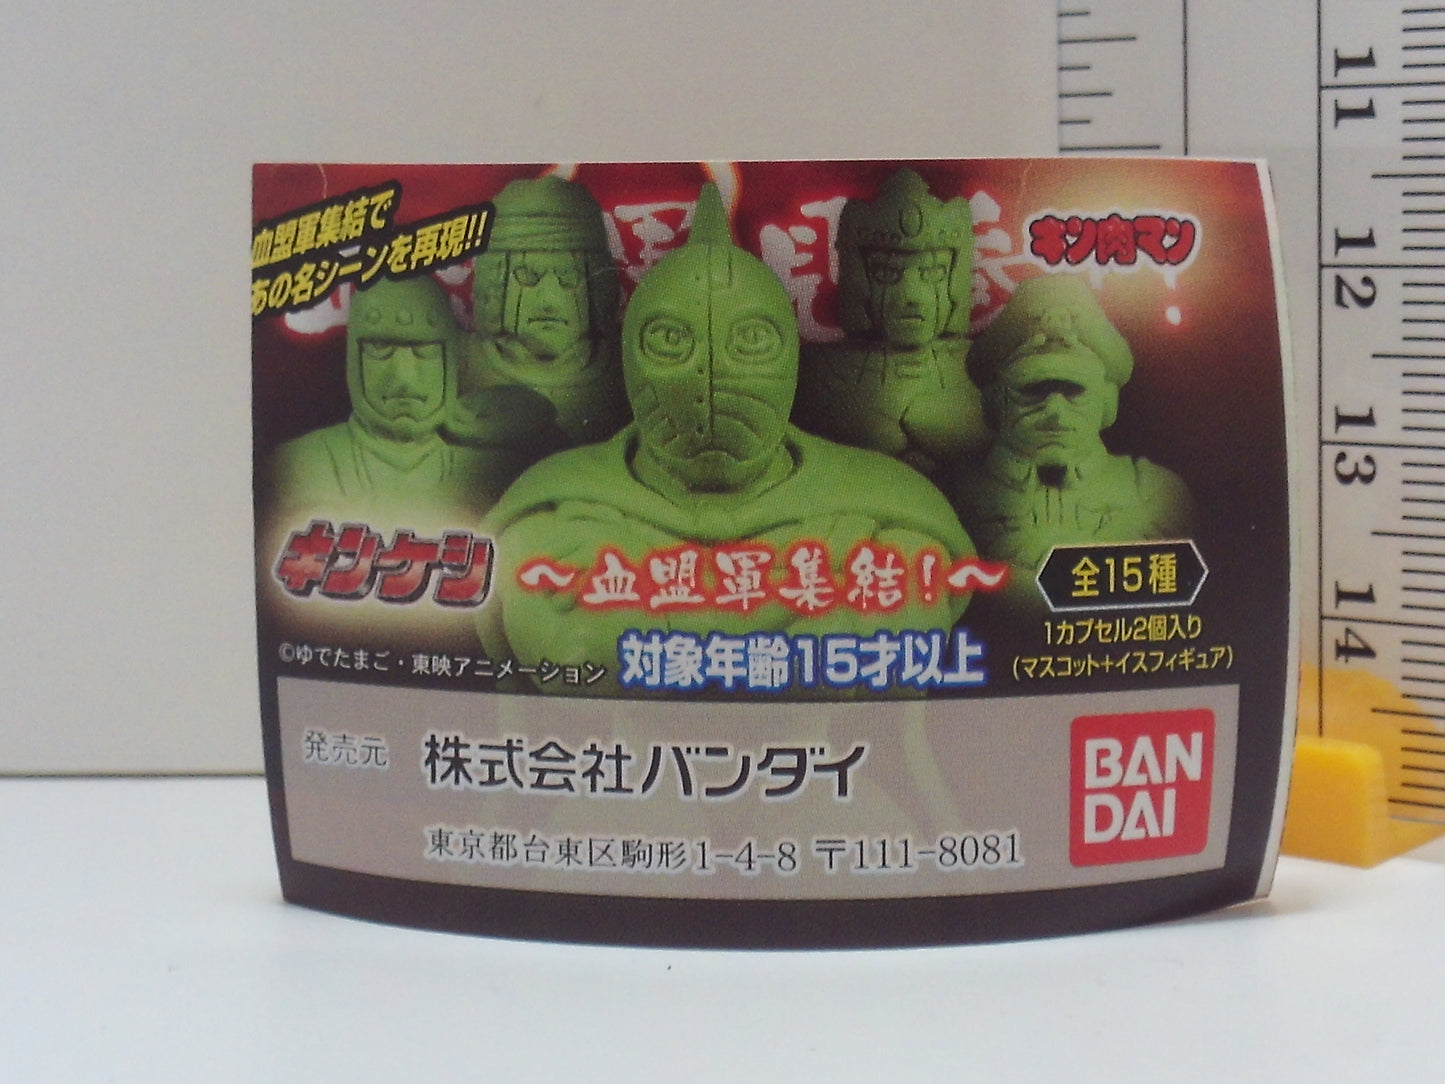 血盟軍集結で
あの名シーンを再現!!
キン肉マン
キンケシ
～血盟軍集結!～
全15種
1カプセル2個入り
(マスコット+イスフィギュア)
©ゆでたまご・東映アニメーション
対象年齢15才以上
発売元 株式会社バンダイ
東京都台東区駒形1-4-8 〒111-8081
BAN
DAI
11
12
13
14